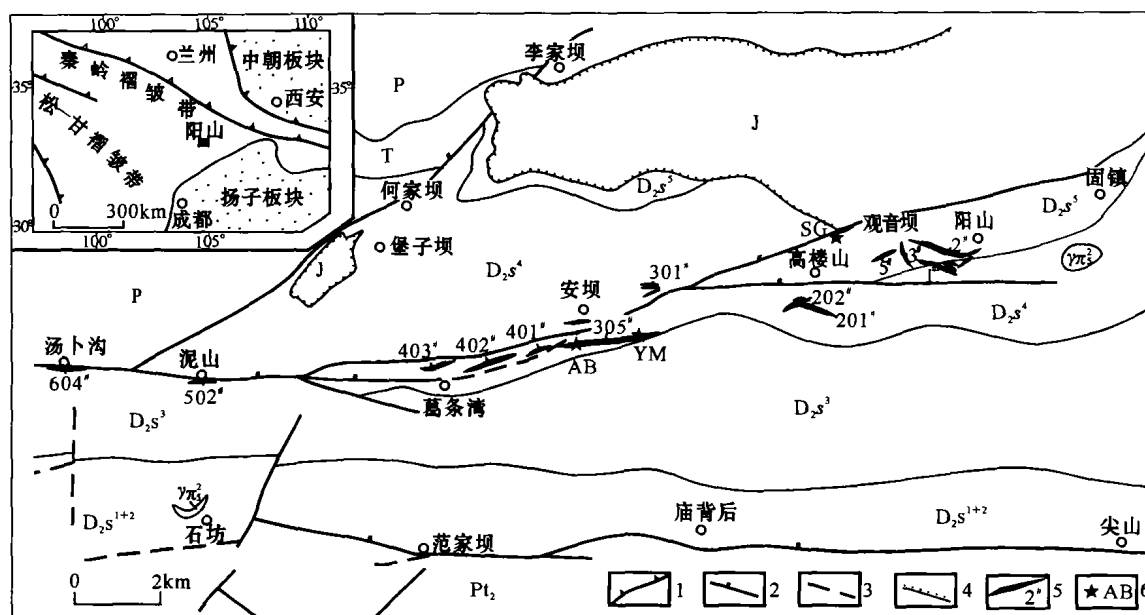 100° 105° 110°
35°
35°
30°
100° 105°
秦岭褶皱带
松—甘褶皱带
兰州
中朝板块
西安
阳山
扬子板块
成都
0 300km
李家坝
P
J
T
D₂s⁵
何家坝
固镇
SG
观音坝
阳山
D₂s⁵
堡子坝
J
D₂s⁴
高楼山
5#
3#
2#
1#
γπ
P
安坝
301#
202#
201#
D₂s⁴
汤卜沟
泥山
403#
402#
401#
305#
AB
YM
604#
502#
葛条湾
D₂s³
D₂s³
γπ
D₂s¹⁺²
石坊
庙背后
D₂s¹⁺²
尖山
范家坝
0 2km
Pt₂
1
2
3
4
2# 5
AB 6